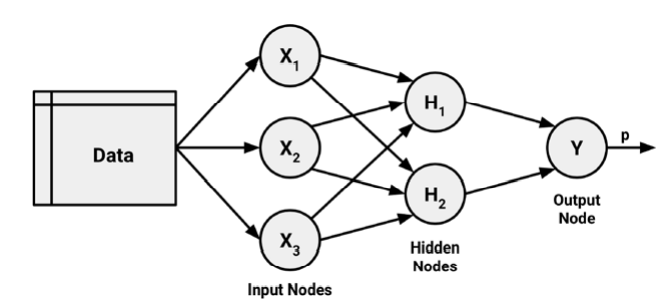 Data
X1
X2
X3
Input Nodes
H1
H2
Hidden
Nodes
Y
Output
Node
p